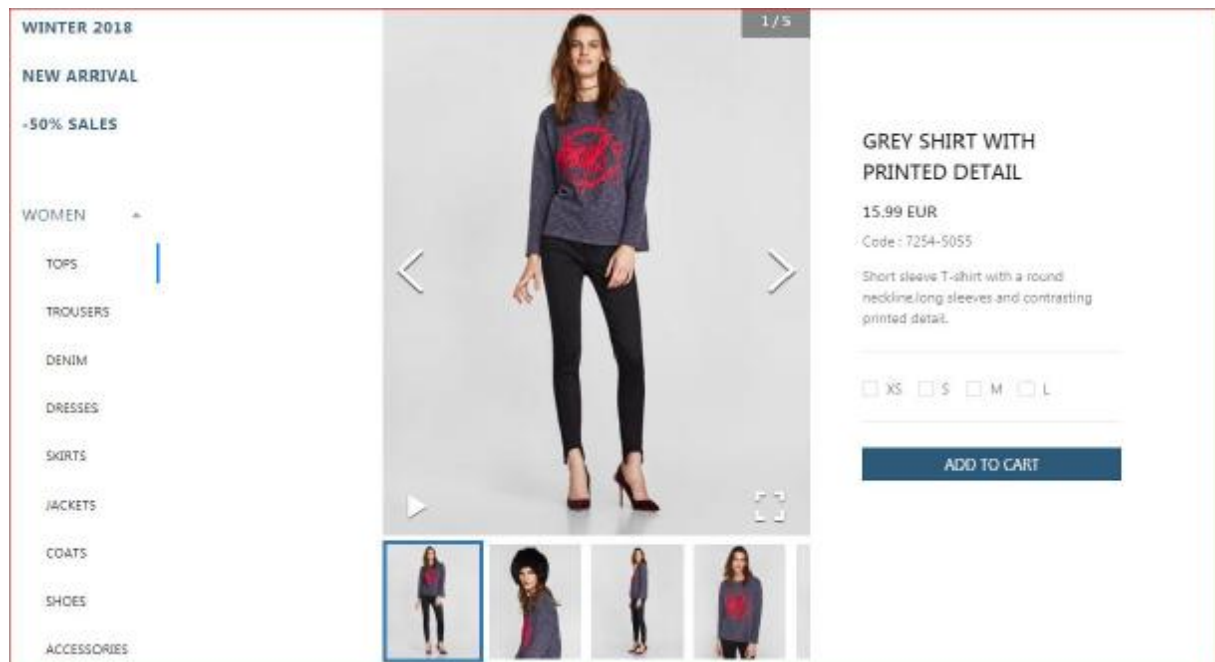 WINTER 2018
NEW ARRIVAL
-50% SALES
WOMEN
TOPS
TROUSERS
DENIM
DRESSES
SKIRTS
JACKETS
COATS
SHOES
ACCESSORIES
1/5
GREY SHIRT WITH
PRINTED DETAIL
15.99 EUR
Code : 7254-5055
Short sleeve T-shirt with a round
neckline,long sleeves and contrasting
printed detail.
XS S M L
ADD TO CART